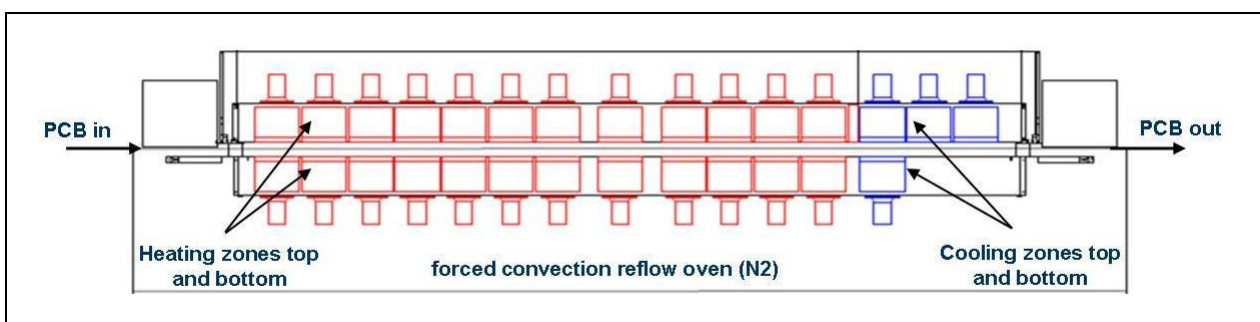 PCB in
PCB out
Heating zones top
and bottom
forced convection reflow oven (N2)
Cooling zones top
and bottom